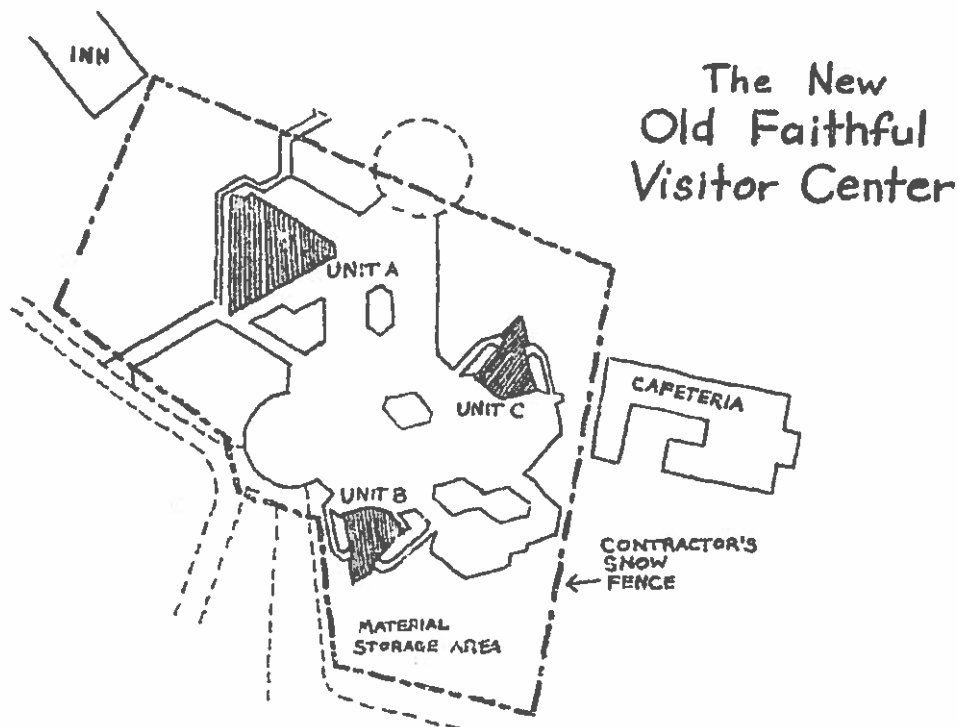 INN
The New
Old Faithful
Visitor Center
UNIT A
UNIT C
CAFETERIA
UNIT B
CONTRACTOR'S
SNOW
FENCE
MATERIAL
STORAGE AREA